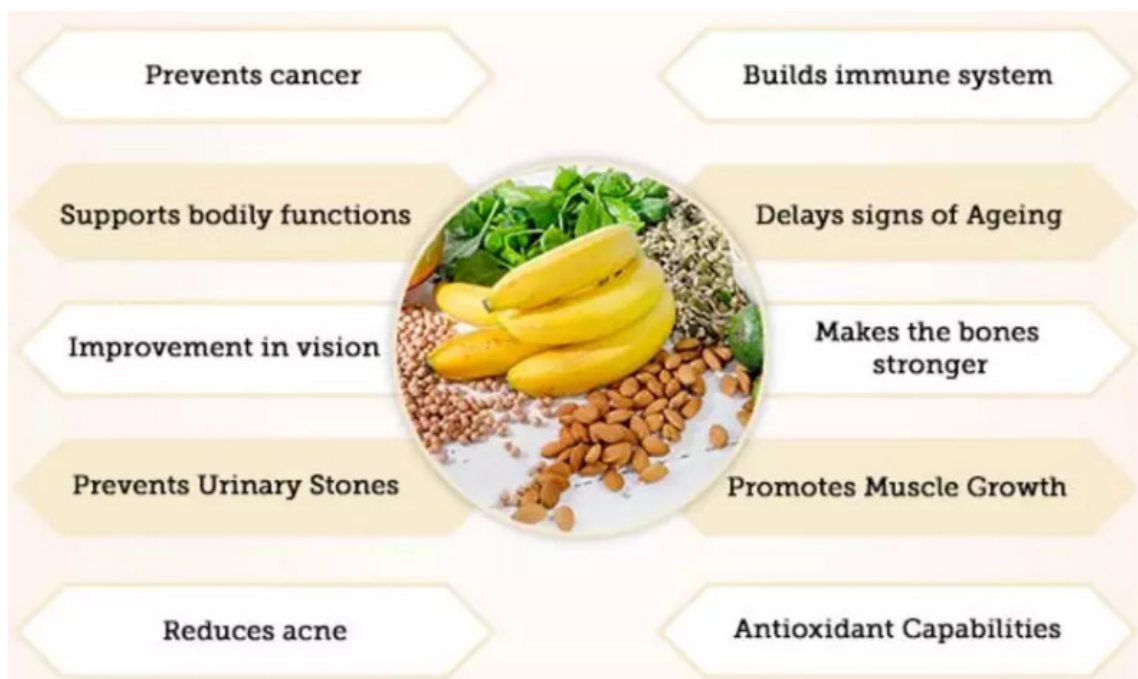 Prevents cancer
Builds immune system
Supports bodily functions
Delays signs of Ageing
Improvement in vision
Makes the bones
stronger
Prevents Urinary Stones
Promotes Muscle Growth
Reduces acne
Antioxidant Capabilities